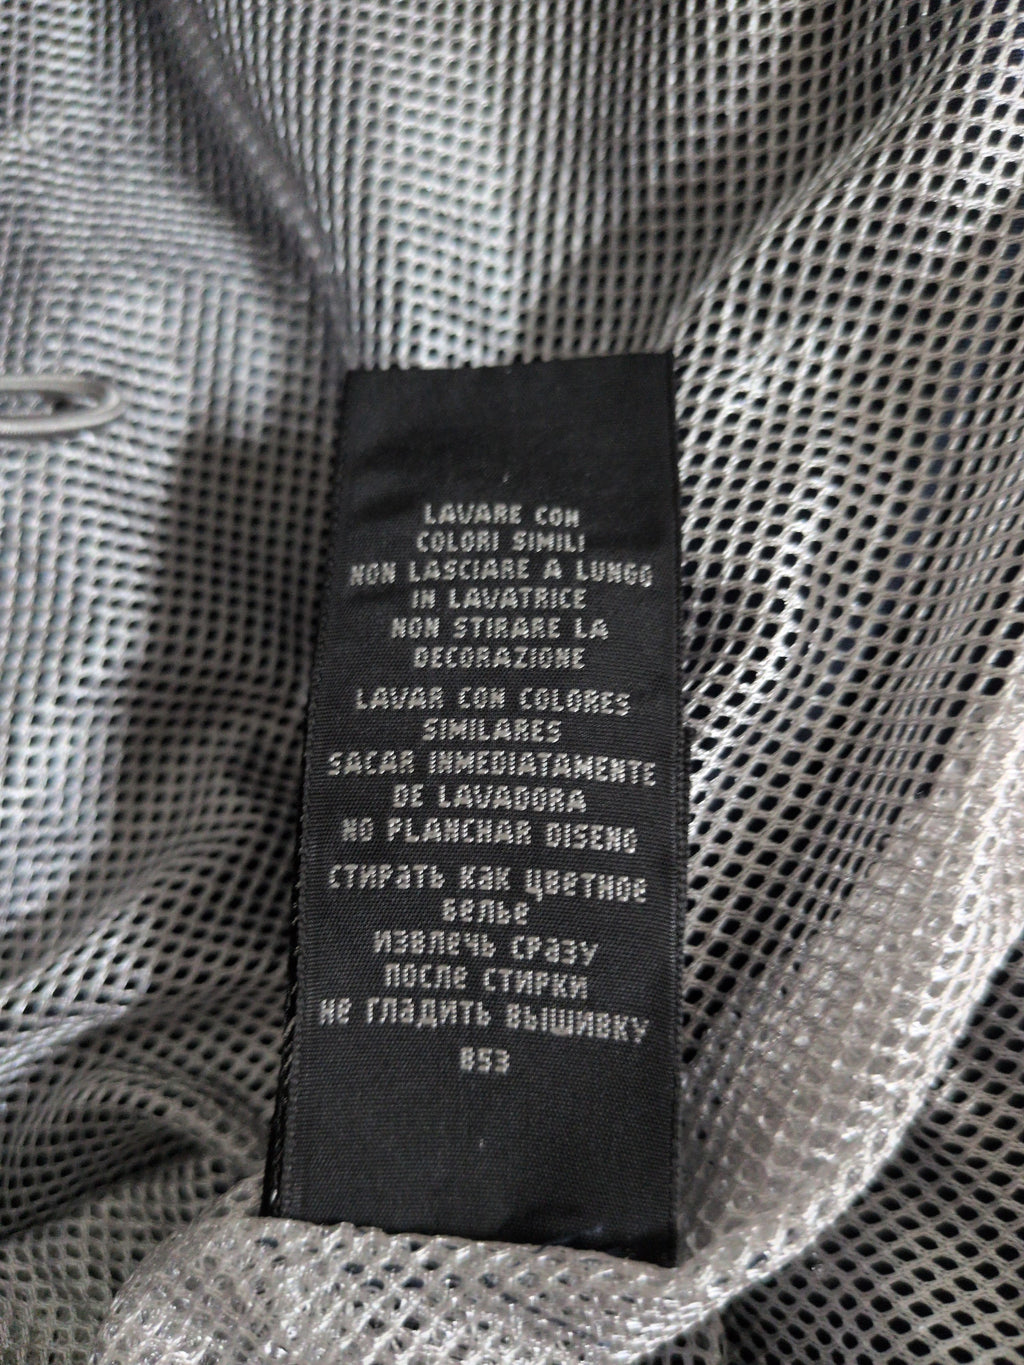 LAVARE CON
COLORI SIMILI
NON LASCIARE A LUNGO
IN LAVATRICE
NON STIRARE LA
DECORAZIONE
LAVAR CON COLORES
SIMILARES
SACAR INMEDIATAMENTE
DE LAVADORA
NO PLANCHAR DISENO
СТИРАТЬ КАК ЦВЕТНОЕ
БЕЛЬЕ
ИЗВЛЕЧЬ СРАЗУ
ПОСЛЕ СТИРКИ
НЕ ГЛАДИТЬ ВЫШИВКУ
853